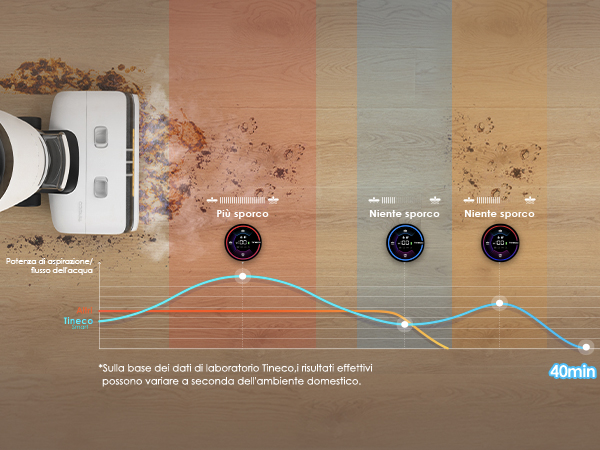 Più sporco
Niente sporco
Niente sporco
Potenza di aspirazione/
flusso dell'acqua
Tineco
40min
*Sulla base dei dati di laboratorio Tineco,i risultati effettivi
possono variare a seconda dell'ambiente domestico.